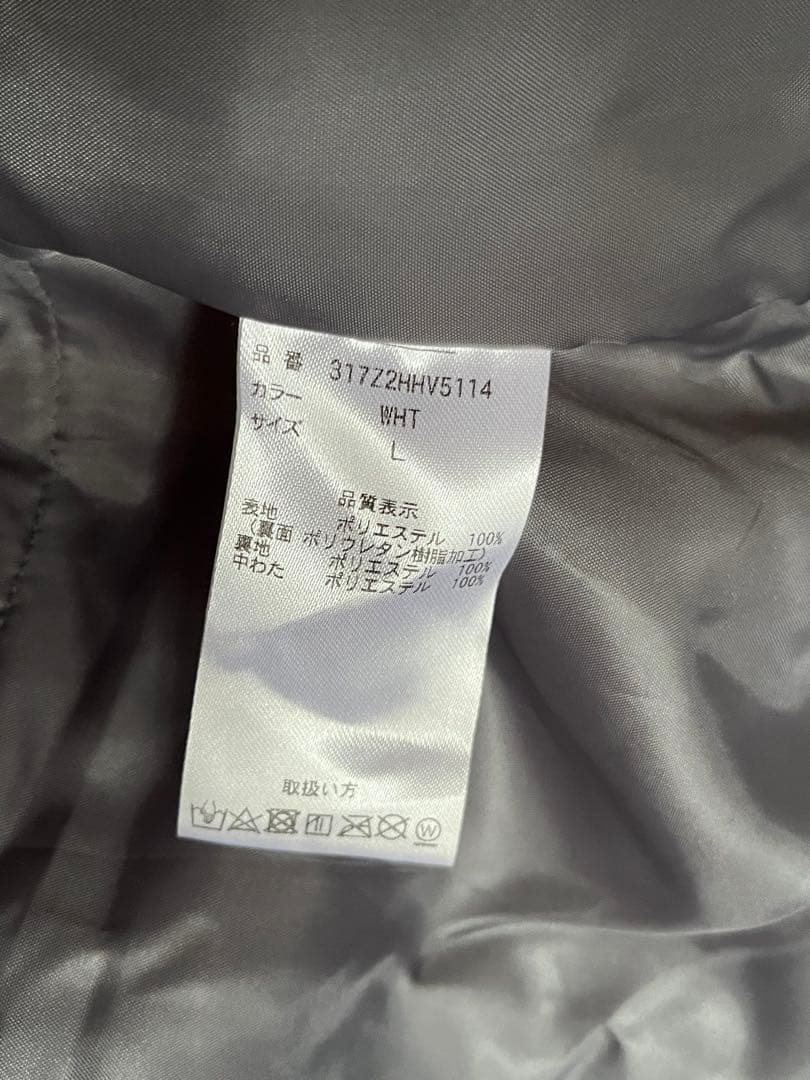 品番 317Z2HHV5114
カラー WHT
サイズ L
品質表示
表地 ポリエステル 100%
（裏面 ポリウレタン樹脂加工）
裏地 ポリエステル 100%
中わた ポリエステル 100%
取扱い方
W